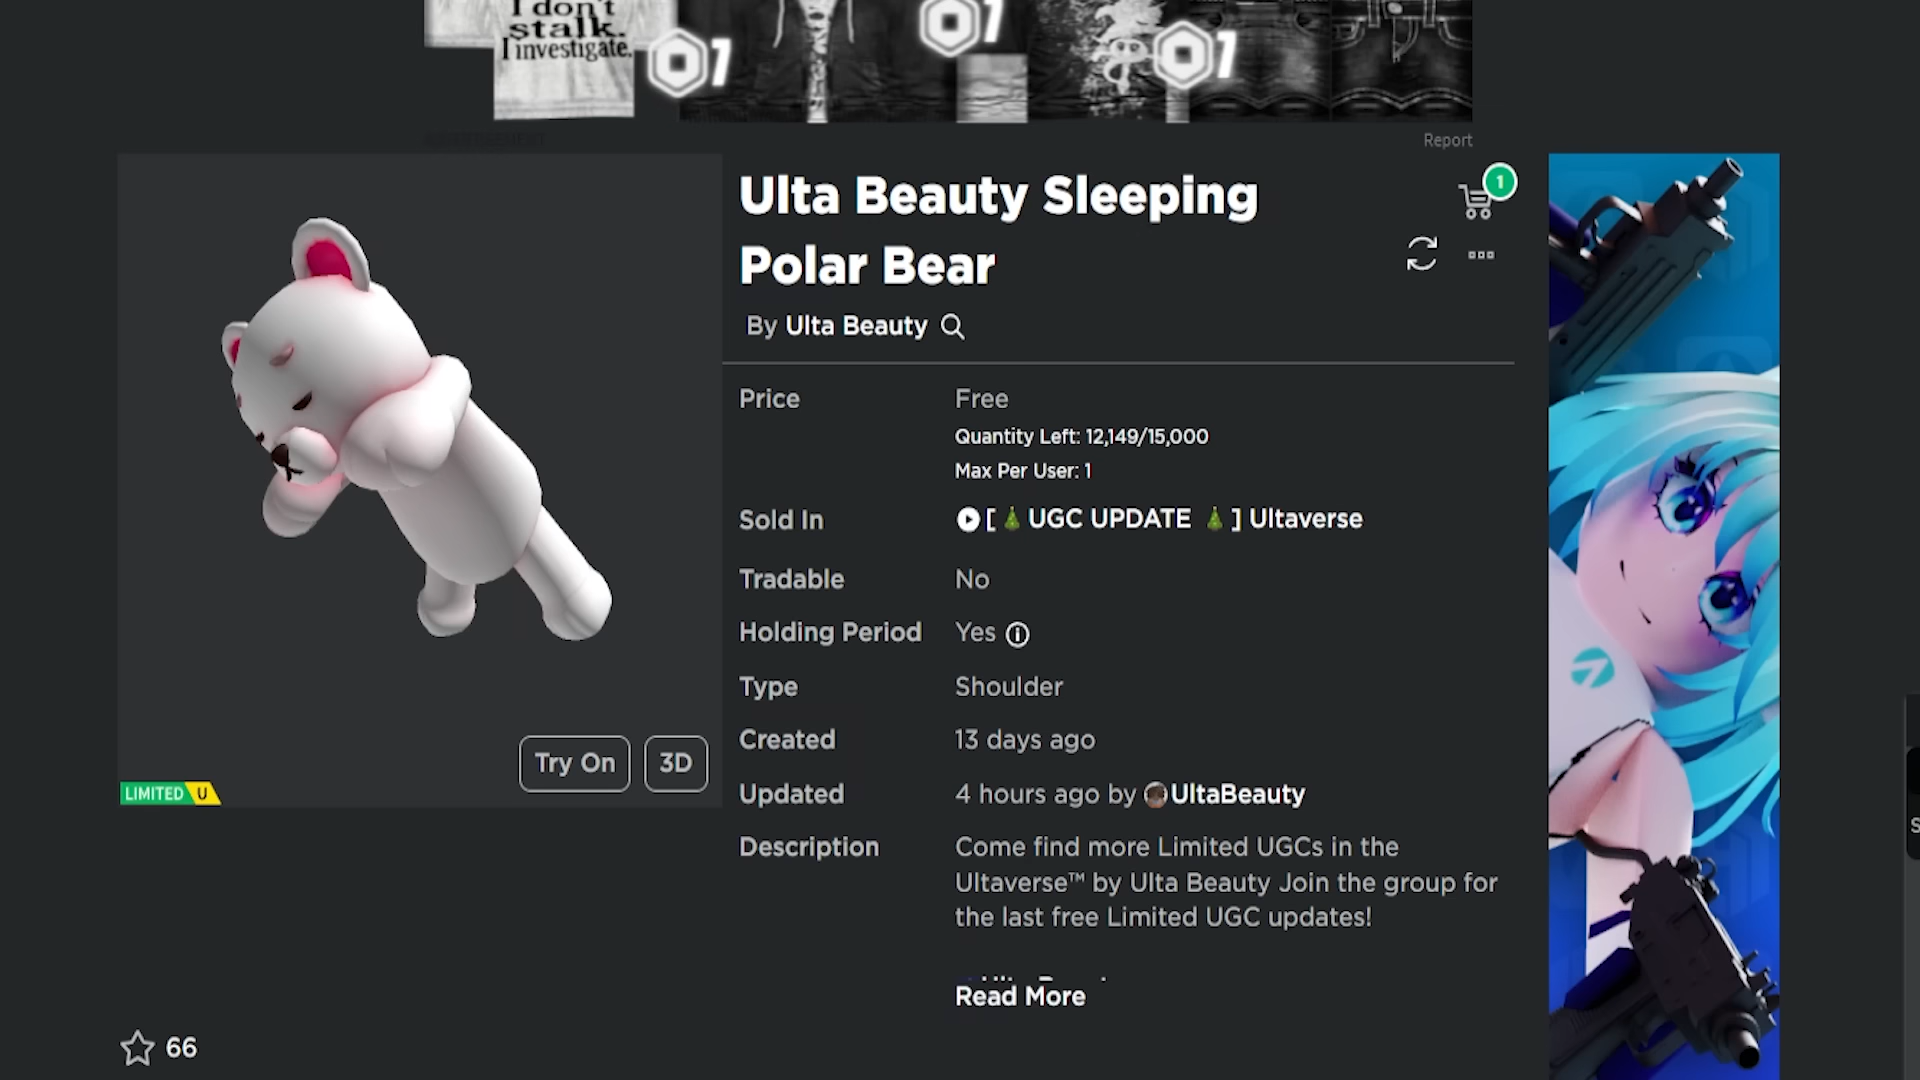 I don't
stalk.
I investigate.
7
7
7
Report
Ulta Beauty Sleeping
Polar Bear
1
By Ulta Beauty
Price Free
Quantity Left: 12,149/15,000
Max Per User: 1
Sold In [ UGC UPDATE ] Ultaverse
Tradable No
Holding Period Yes
Type Shoulder
Created 13 days ago
Updated 4 hours ago by UltaBeauty
Description Come find more Limited UGCs in the
Ultaverse™ by Ulta Beauty Join the group for
the last free Limited UGC updates!
Read More
Try On 3D
LIMITED U
66